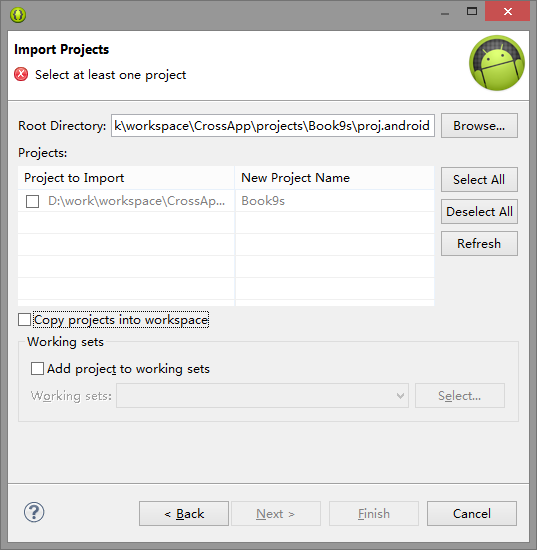 Import Projects
Select at least one project
Root Directory: k\workspace\CrossApp\projects\Book9s\proj.android Browse...
Projects:
Project to Import New Project Name
D:\work\workspace\CrossAp... Book9s
Select All
Deselect All
Refresh
Copy projects into workspace
Working sets
Add project to working sets
Working sets: Select...
? < Back Next > Finish Cancel